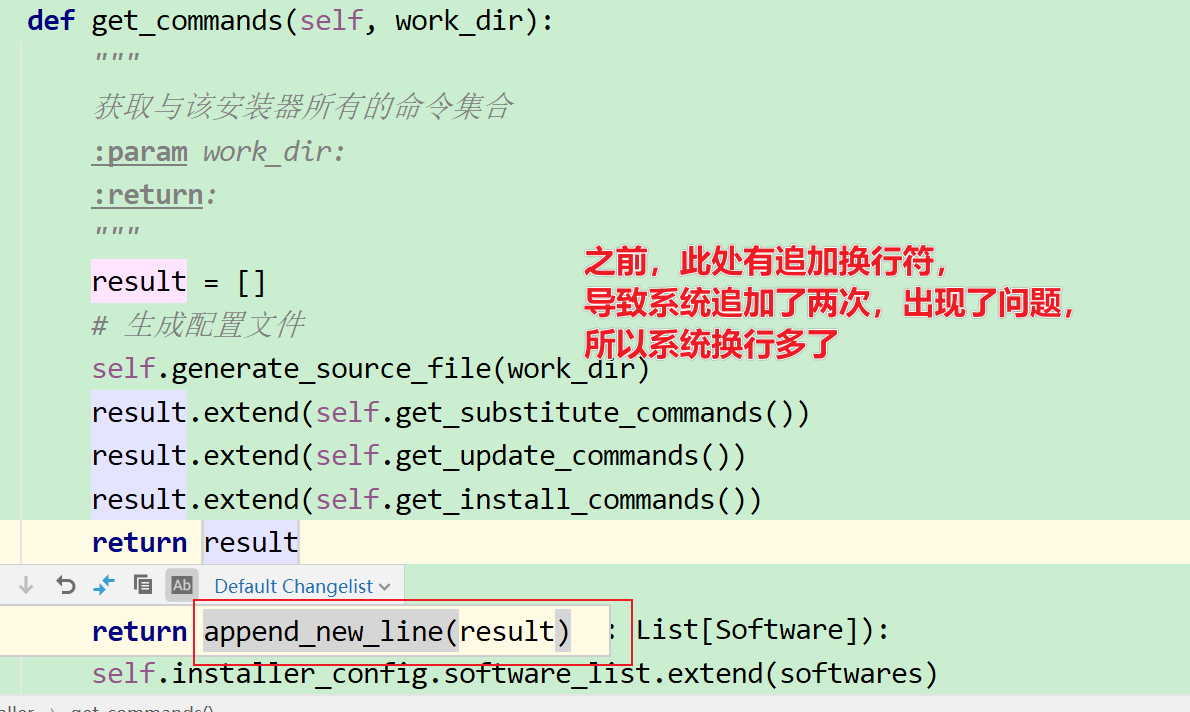 def get_commands(self, work_dir):
"""
获取与该安装器所有的命令集合
:param work_dir:
:return:
"""
之前，此处有追加换行符，
result = []
导致系统追加了两次，出现了问题，
# 生成配置文件
所以系统换行多了
self.generate_source_file(work_dir)
result.extend(self.get_substitute_commands())
result.extend(self.get_update_commands())
result.extend(self.get_install_commands())
return result
Ab Default Changelist
return append_new_line(result) : List[Software]):
self.installer_config.software_list.extend(softwares)
get_commands()